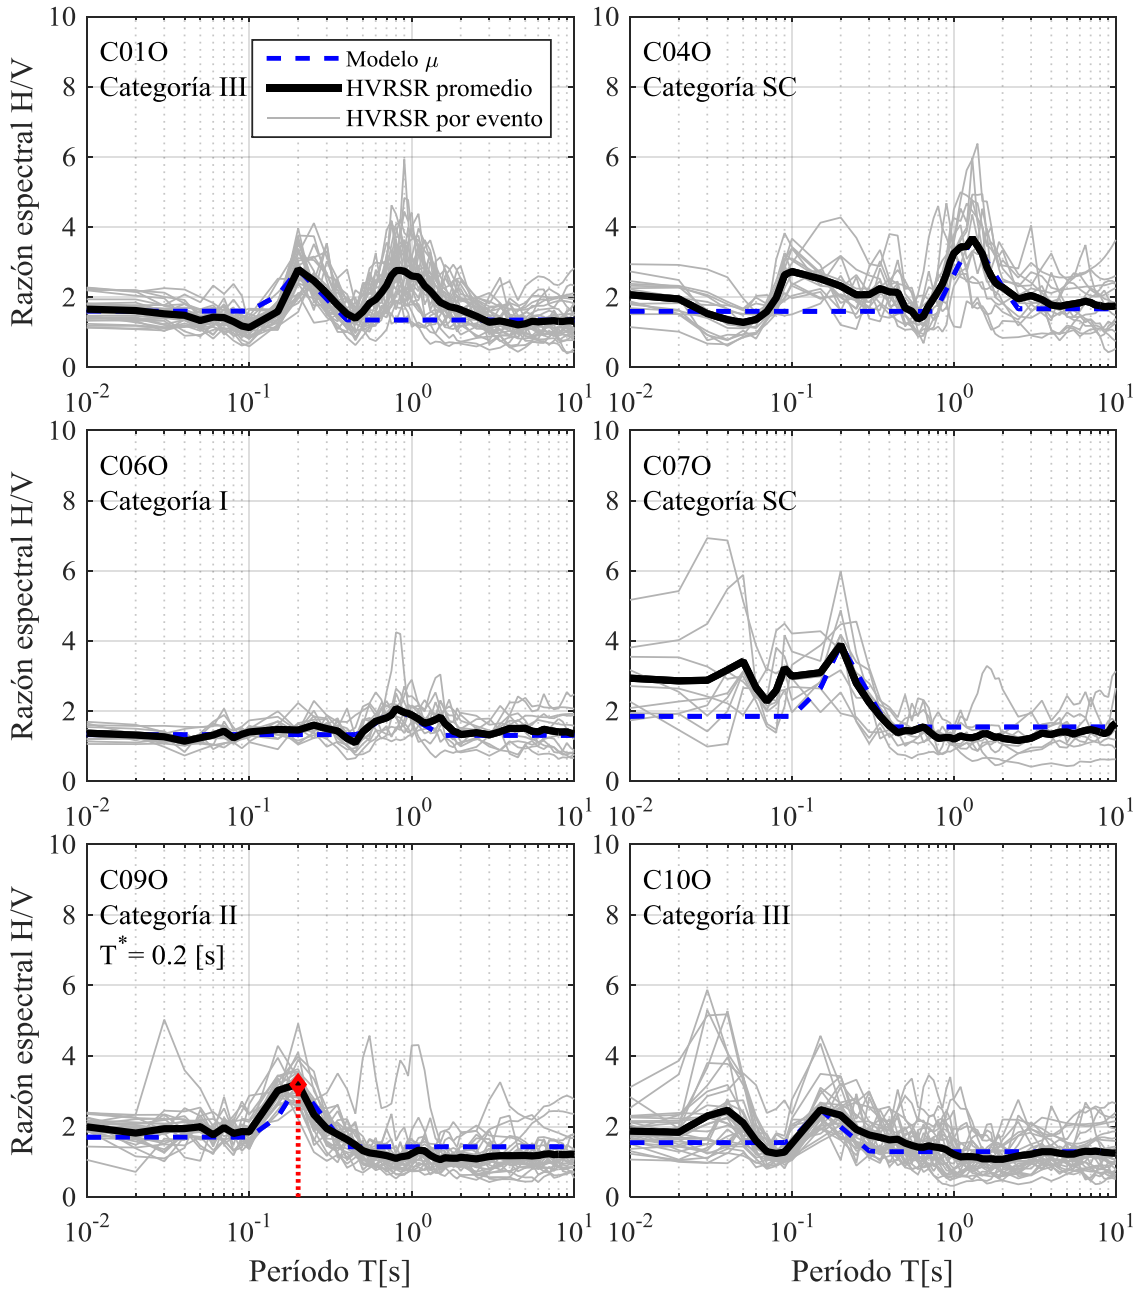 C01O
Categoría III
Modelo μ
HVRSR promedio
HVRSR por evento
Razón espectral H/V
10
8
6
4
2
0
10^-2
10^-1
10^0
10^1
C04O
Categoría SC
10
8
6
4
2
0
10^-2
10^-1
10^0
10^1
C06O
Categoría I
Razón espectral H/V
10
8
6
4
2
0
10^-2
10^-1
10^0
10^1
C07O
Categoría SC
10
8
6
4
2
0
10^-2
10^-1
10^0
10^1
C09O
Categoría II
T*= 0.2 [s]
Razón espectral H/V
10
8
6
4
2
0
10^-2
10^-1
10^0
10^1
Período T[s]
C10O
Categoría III
10
8
6
4
2
0
10^-2
10^-1
10^0
10^1
Período T[s]